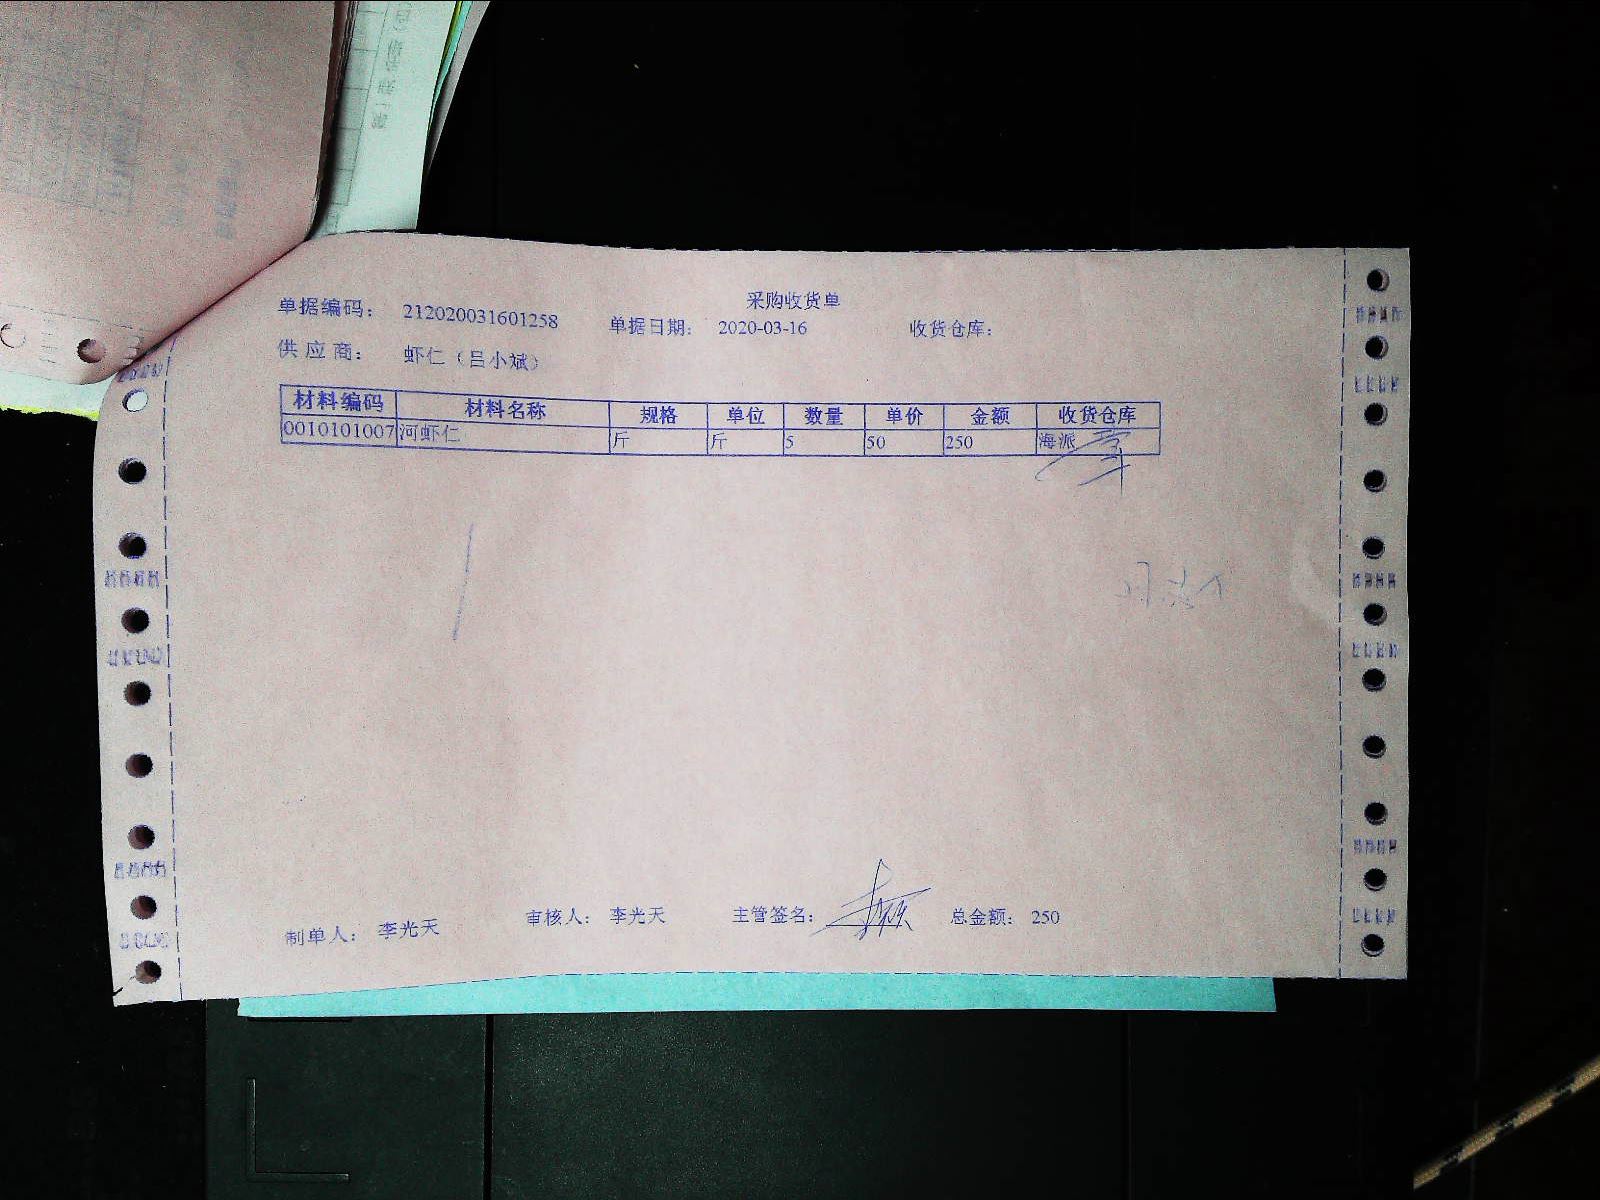 采购收货单
单据编码： 212020031601258 单据日期： 2020-03-16 收货仓库：
供应商： 虾仁（吕小斌）
材料编码 材料名称 规格 单位 数量 单价 金额 收货仓库
0010101007 河虾仁 斤 斤 5 50 250 海派
制单人： 李光天 审核人： 李光天 主管签名： 总金额： 250